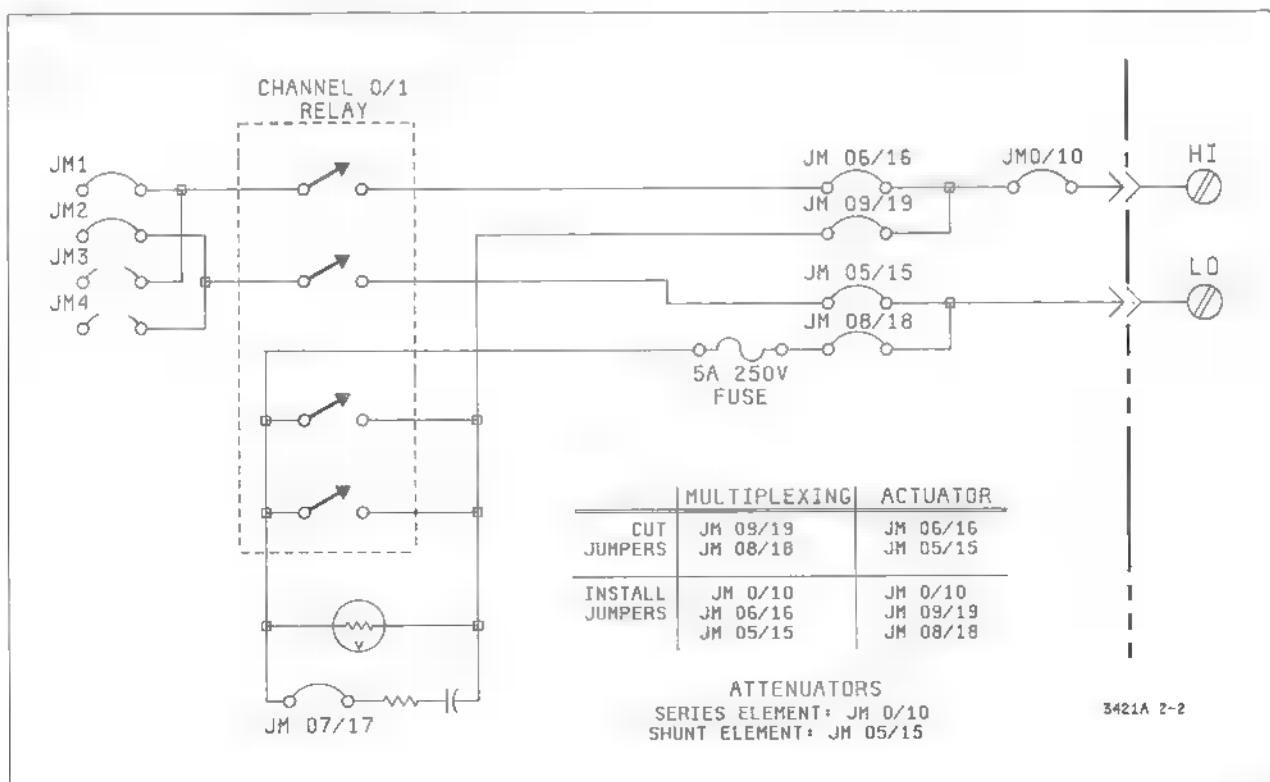 CHANNEL 0/1
RELAY
JM1
JM2
JM3
JM4
JM 06/16
JM0/10
HI
JM 09/19
JM 05/15
LO
JM 08/18
5A 250V
FUSE
V
MULTIPLEXING ACTUATOR
CUT JM 09/19 JM 06/16
JUMPERS JM 08/18 JM 05/15
INSTALL JM 0/10 JM 0/10
JUMPERS JM 06/16 JM 09/19
JM 05/15 JM 08/18
JM 07/17
ATTENUATORS
SERIES ELEMENT: JM 0/10
SHUNT ELEMENT: JM 05/15
3421A 2-2